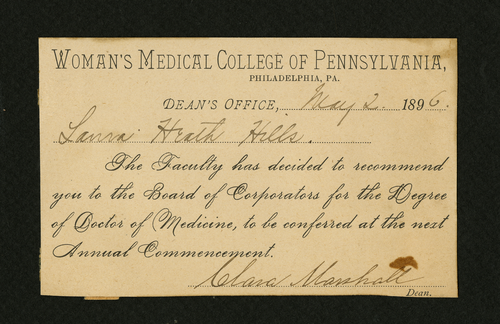 WOMAN'S MEDICAL COLLEGE OF PENNSYLVANIA,
PHILADELPHIA, PA.
DEAN'S OFFICE, May 2. 1896.
Laura Heath Hills.
The Faculty has decided to recommend
you to the Board of Corporators for the Degree
of Doctor of Medicine, to be conferred at the next
Annual Commencement.
Clara Marshall
Dean.